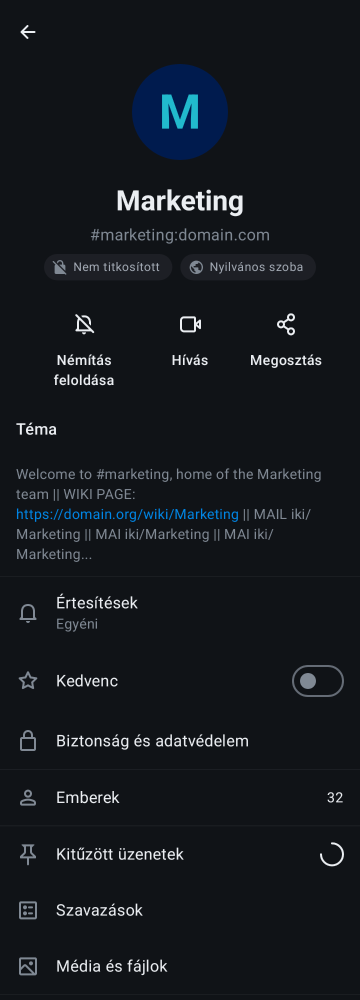 M
Marketing
#marketing:domain.com
Nem titkosított
Nyilvános szoba
Némítás
feloldása
Hívás
Megosztás
Téma
Welcome to #marketing, home of the Marketing
team || WIKI PAGE:
https://domain.org/wiki/Marketing || MAIL iki/
Marketing || MAI iki/Marketing || MAI iki/
Marketing...
Értesítések
Egyéni
Kedvenc
Biztonság és adatvédelem
Emberek 32
Kitűzött üzenetek
Szavazások
Média és fájlok